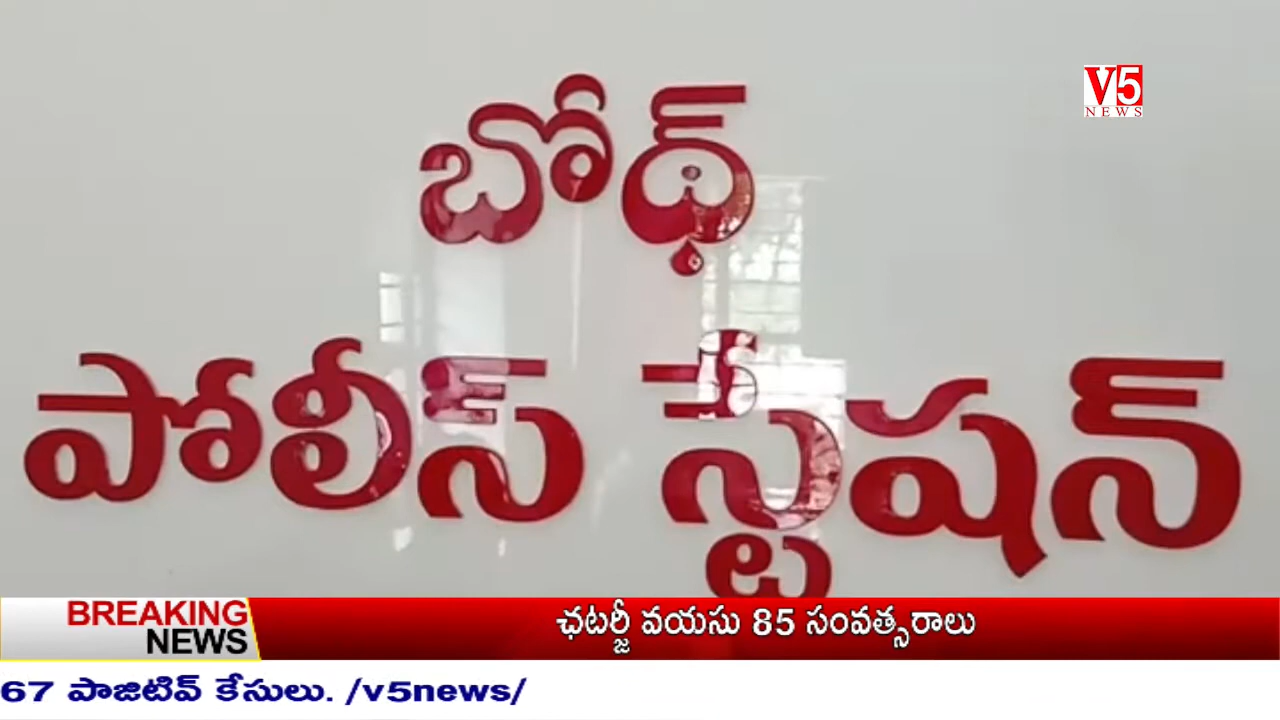 V5
NEWS
బోథ్
పోలీస్ స్టేషన్
BREAKING
NEWS
ఛటర్జీ వయసు 85 సంవత్సరాలు
67 పాజిటివ్ కేసులు. /v5news/